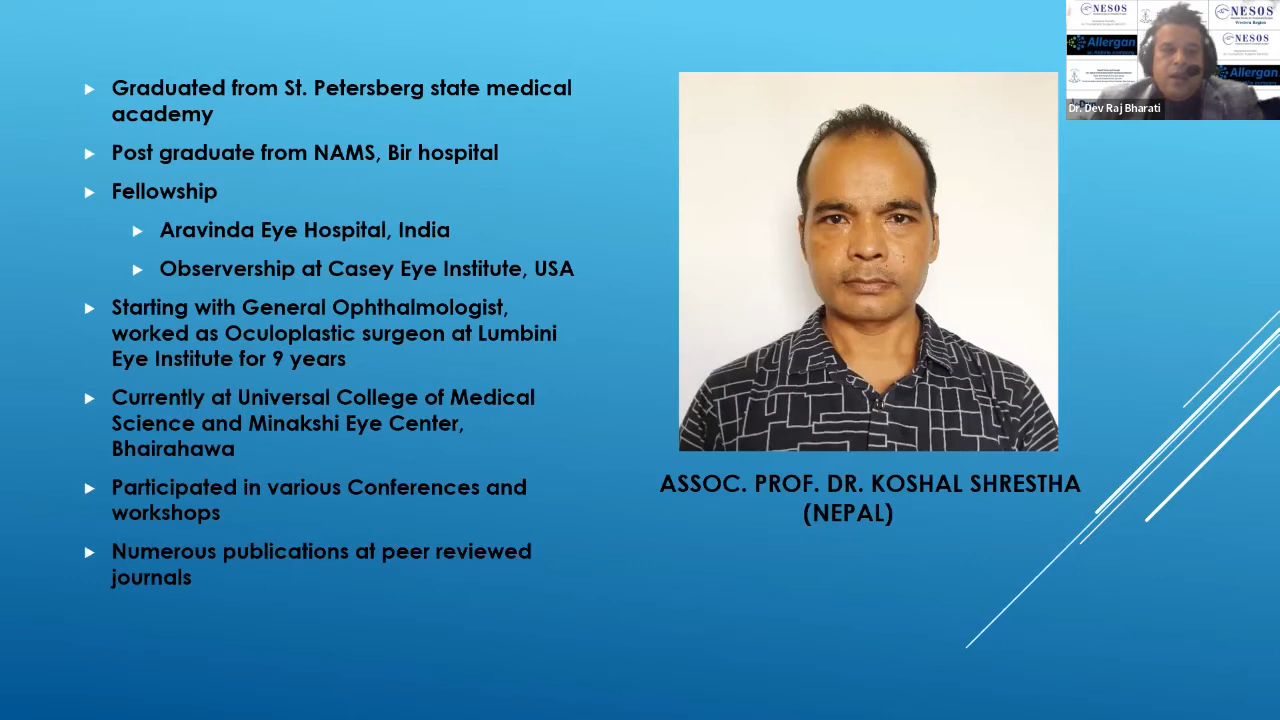 Graduated from St. Petersberg state medical
academy
Post graduate from NAMS, Bir hospital
Fellowship
Aravinda Eye Hospital, India
Observership at Casey Eye Institute, USA
Starting with General Ophthalmologist,
worked as Oculoplastic surgeon at Lumbini
Eye Institute for 9 years
Currently at Universal College of Medical
Science and Minakshi Eye Center,
Bhairahawa
Participated in various Conferences and
workshops
Numerous publications at peer reviewed
journals
ASSOC. PROF. DR. KOSHAL SHRESTHA
(NEPAL)
NESOS
NESOS
Allergan
NESOS
Allergan
Dr. Dev Raj Bharati